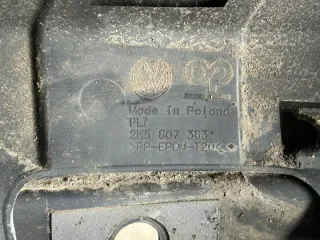 Made in Poland
PL7
2K5 807 363
>PP-EPDM-T20<